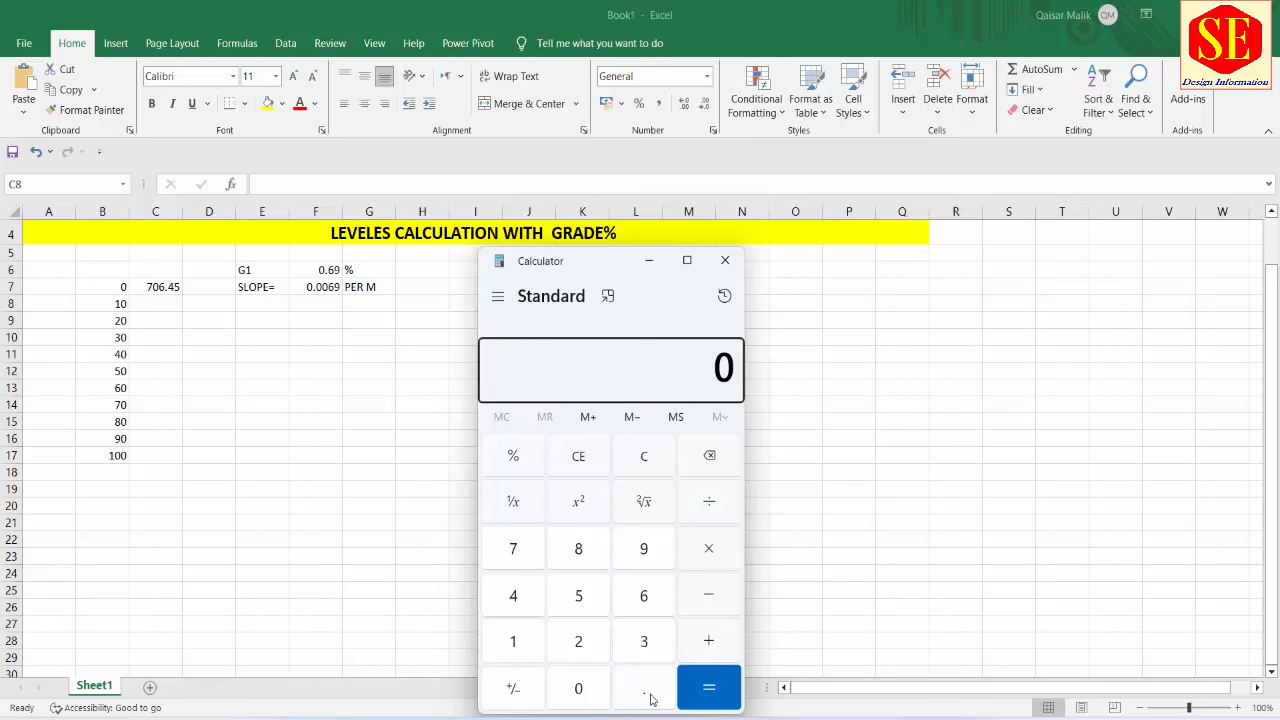 Book1 - Excel
Qaisar Malik QM
SE
Design Information
File Home Insert Page Layout Formulas Data Review View Help Power Pivot Tell me what you want to do
Paste
Cut
Copy
Format Painter
Clipboard
Calibri 11
B I U
A A
Font
Wrap Text
Merge & Center
Alignment
General
%
Number
Conditional Formatting
Format as Table
Cell Styles
Styles
Insert
Delete
Format
Cells
AutoSum
Fill
Clear
Sort & Filter
Find & Select
Editing
Add-ins
Add-ins
C8
fx
A B C D E F G H I J K L M N O P Q R S T U V W
4 LEVELES CALCULATION WITH GRADE%
5
6 G1 0.69 %
7 0 706.45 SLOPE= 0.0069 PER M
8 10
9 20
10 30
11 40
12 50
13 60
14 70
15 80
16 90
17 100
18
19
20
21
22
23
24
25
26
27
28
29
30
Calculator
Standard
0
MC MR M+ M− MS M
% CE C
1/x x² ²√x ÷
7 8 9 ×
4 5 6 −
1 2 3 +
+/− 0 . =
Sheet1
Ready Accessibility: Good to go
100%